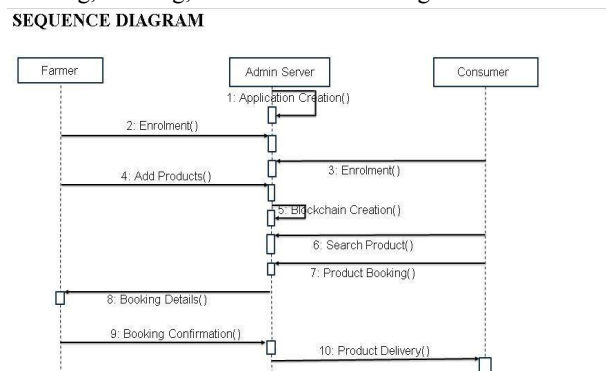 SEQUENCE DIAGRAM
Farmer
Admin Server
Consumer
1: Application Creation()
2: Enrolment()
3: Enrolment()
4: Add Products()
5: Blockchain Creation()
6: Search Product()
7: Product Booking()
8: Booking Details()
9: Booking Confirmation()
10: Product Delivery()